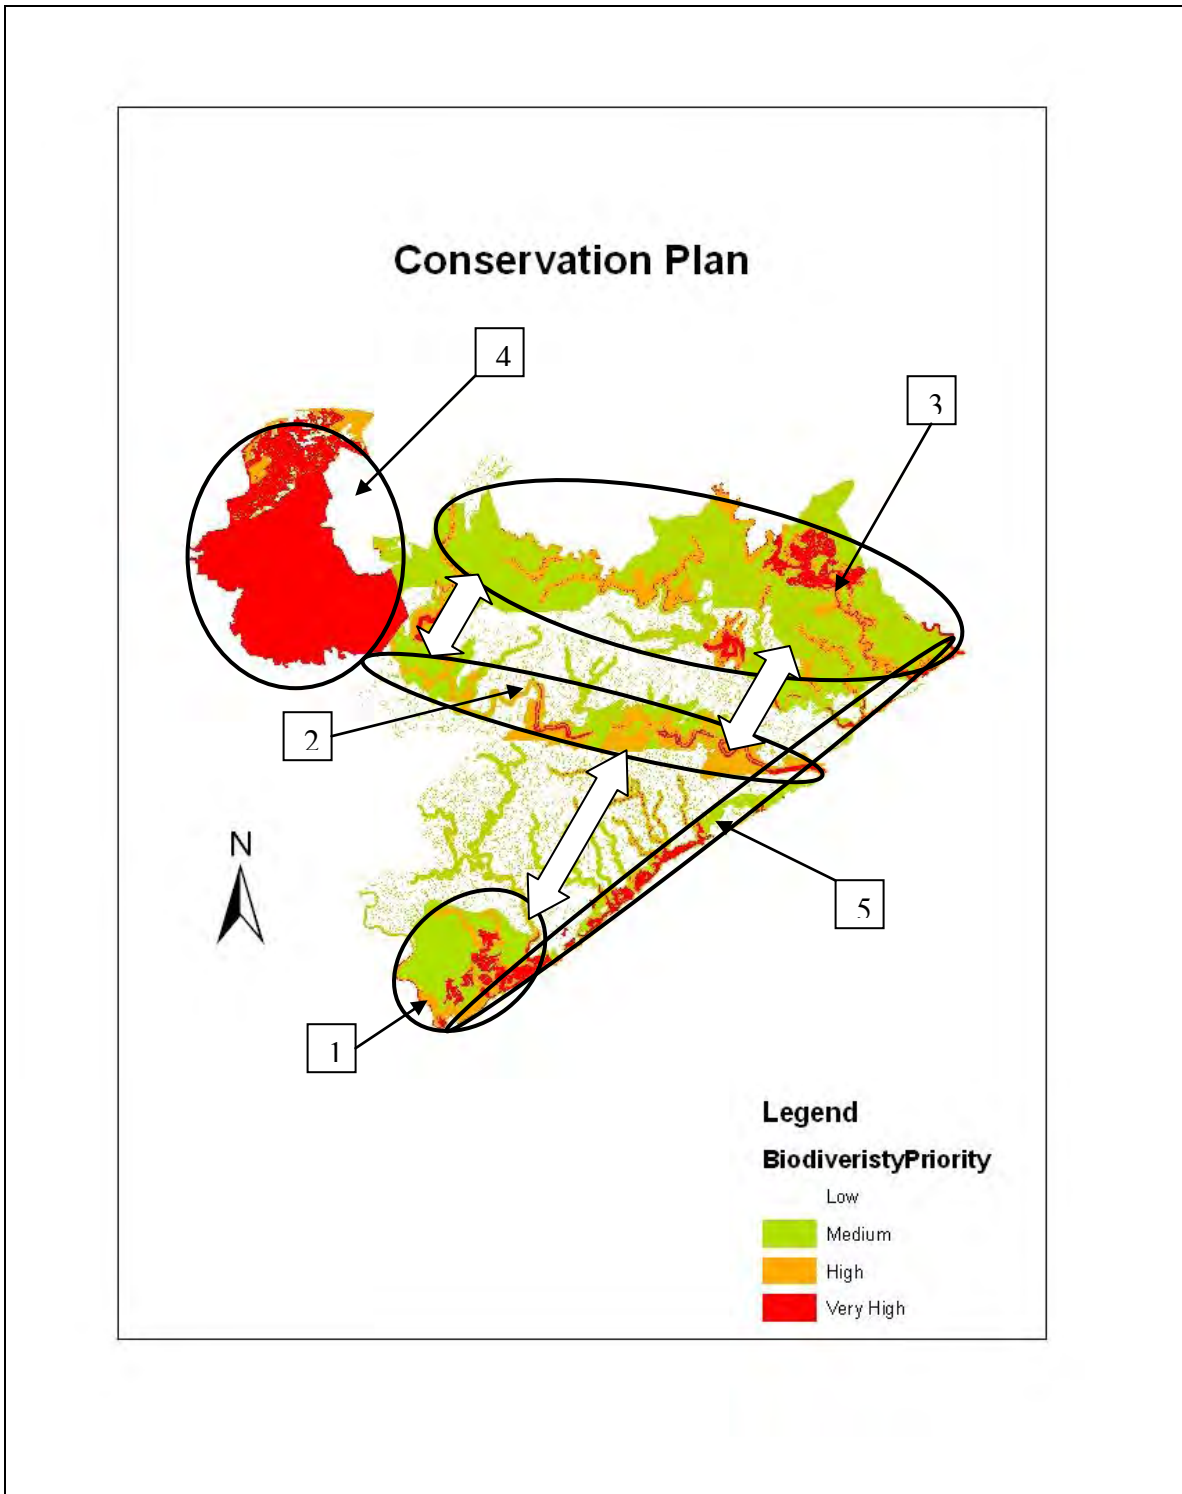 Conservation Plan
4
3
2
N
5
1
Legend
BiodiveristyPriority
Low
Medium
High
Very High